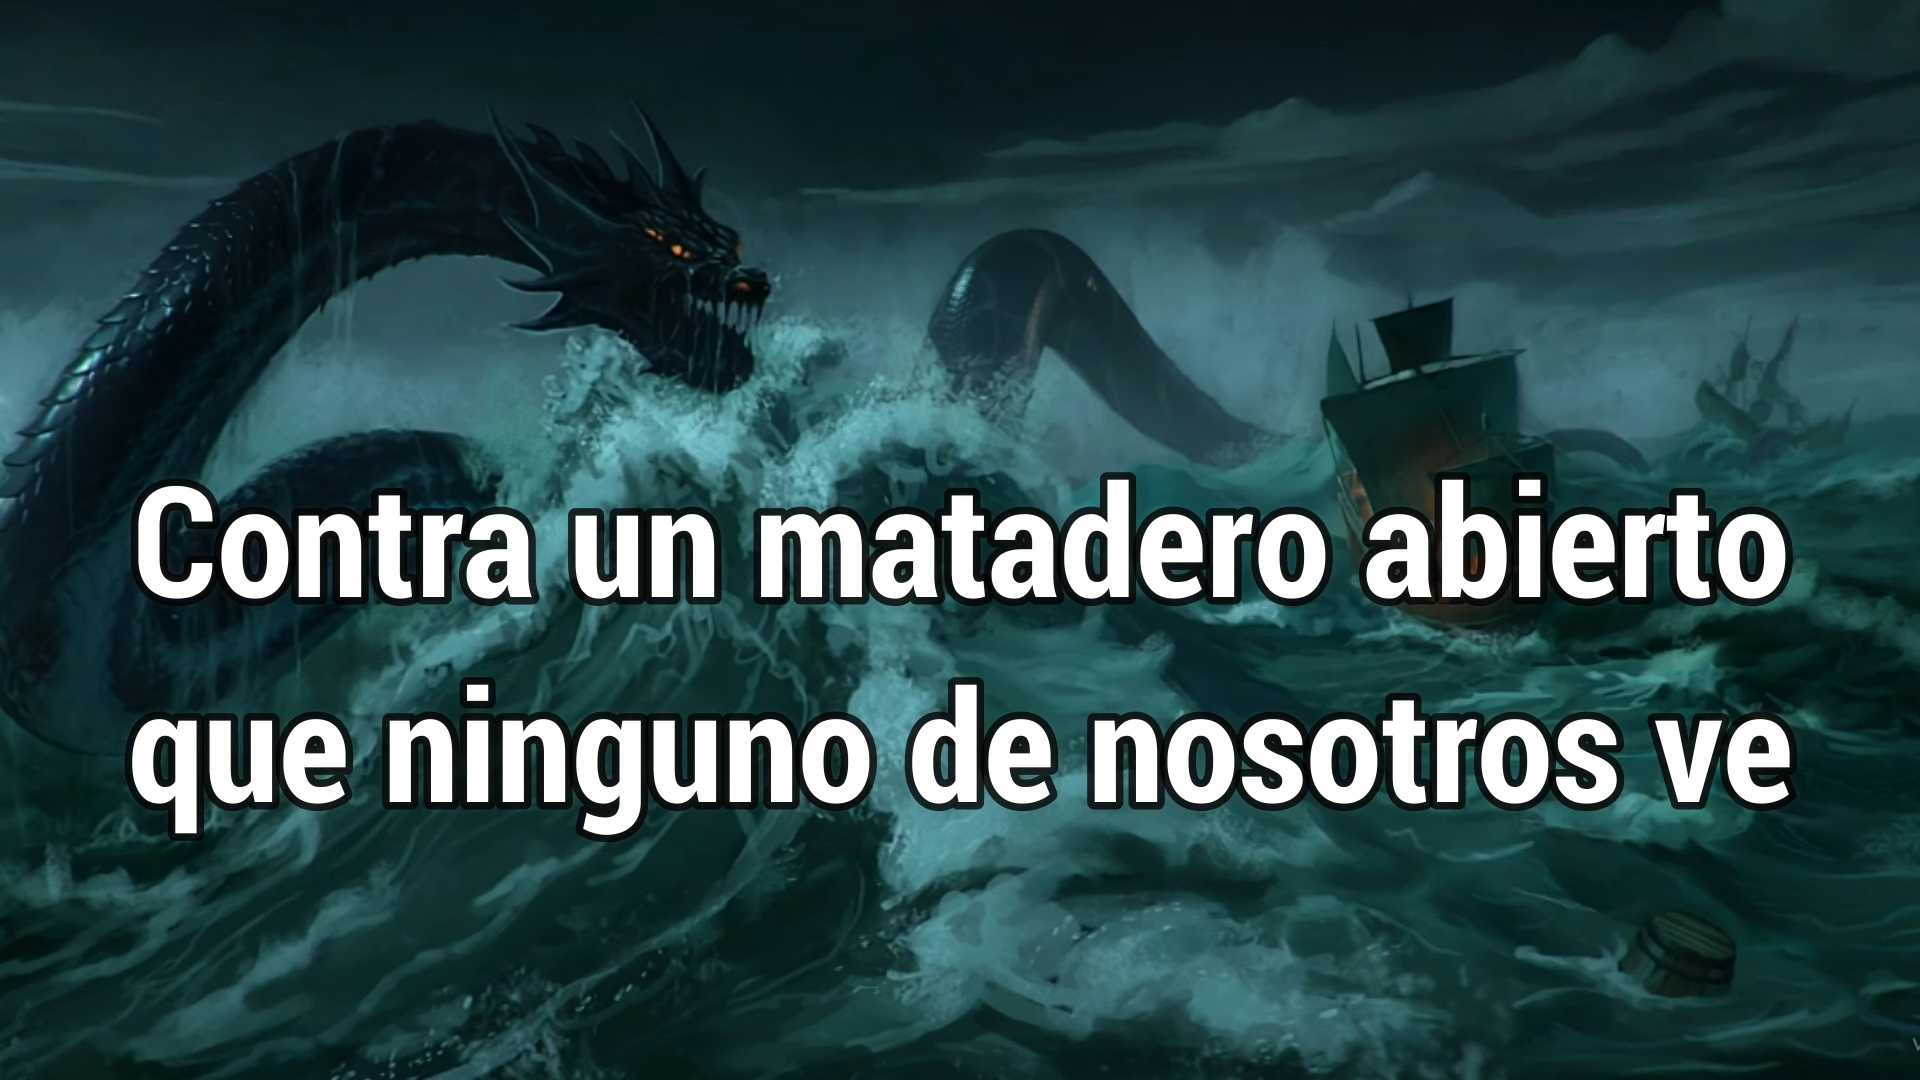 Contra un matadero abierto
que ninguno de nosotros ve